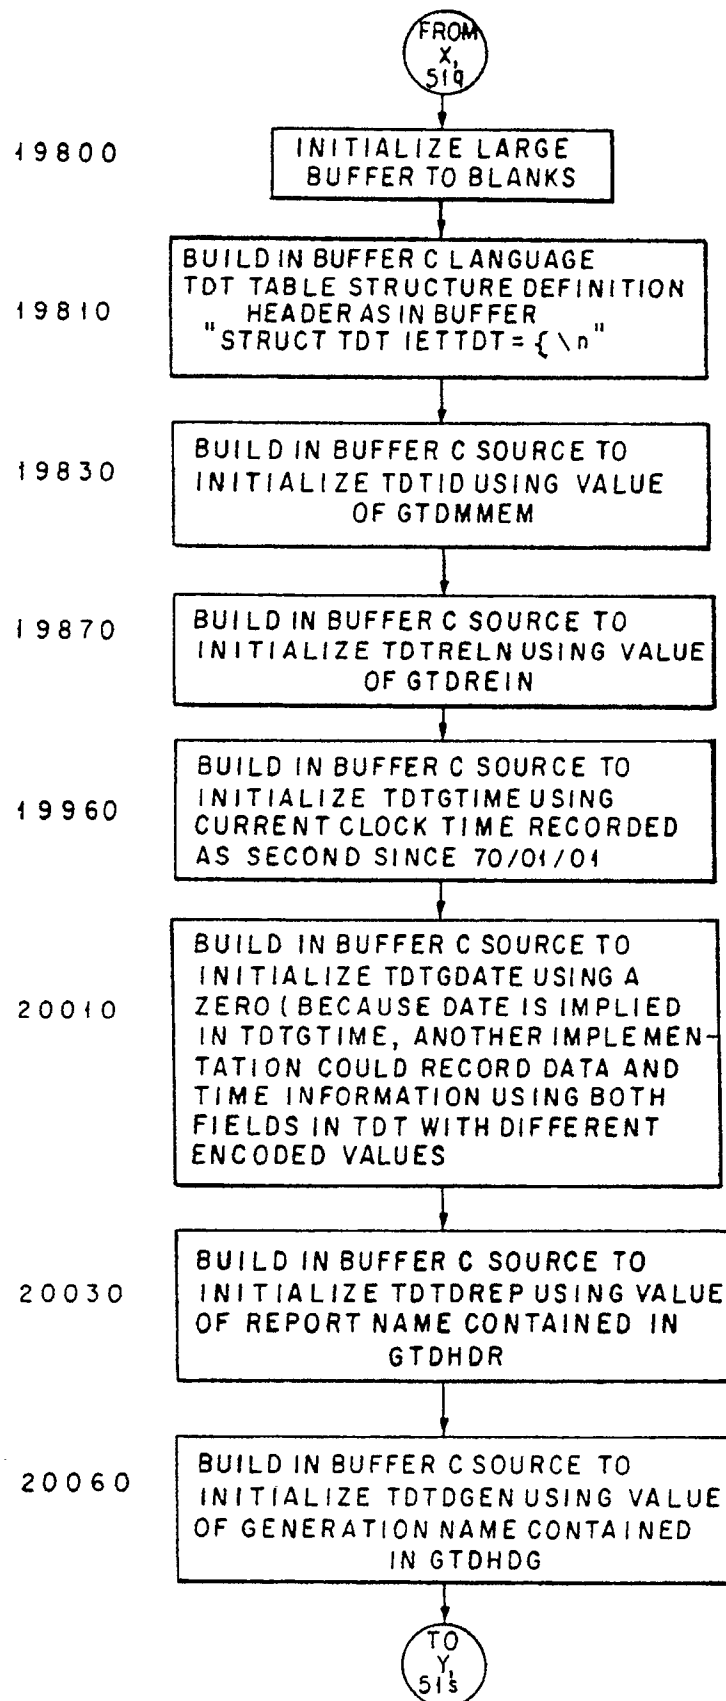 FROM
X,
51q
19800
INITIALIZE LARGE
BUFFER TO BLANKS
19810
BUILD IN BUFFER C LANGUAGE
TDT TABLE STRUCTURE DEFINITION
HEADER AS IN BUFFER
"STRUCT TDT IETTDT = { \n"
19830
BUILD IN BUFFER C SOURCE TO
INITIALIZE TDTID USING VALUE
OF GTDMMEM
19870
BUILD IN BUFFER C SOURCE TO
INITIALIZE TDTRELN USING VALUE
OF GTDREIN
19960
BUILD IN BUFFER C SOURCE TO
INITIALIZE TDTGTIME USING
CURRENT CLOCK TIME RECORDED
AS SECOND SINCE 70/01/01
20010
BUILD IN BUFFER C SOURCE TO
INITIALIZE TDTGDATE USING A
ZERO (BECAUSE DATE IS IMPLIED
IN TDTGTIME, ANOTHER IMPLEMEN-
TATION COULD RECORD DATA AND
TIME INFORMATION USING BOTH
FIELDS IN TDT WITH DIFFERENT
ENCODED VALUES
20030
BUILD IN BUFFER C SOURCE TO
INITIALIZE TDTDREP USING VALUE
OF REPORT NAME CONTAINED IN
GTDHDR
20060
BUILD IN BUFFER C SOURCE TO
INITIALIZE TDTDGEN USING VALUE
OF GENERATION NAME CONTAINED
IN GTDHDG
TO
Y,
51s